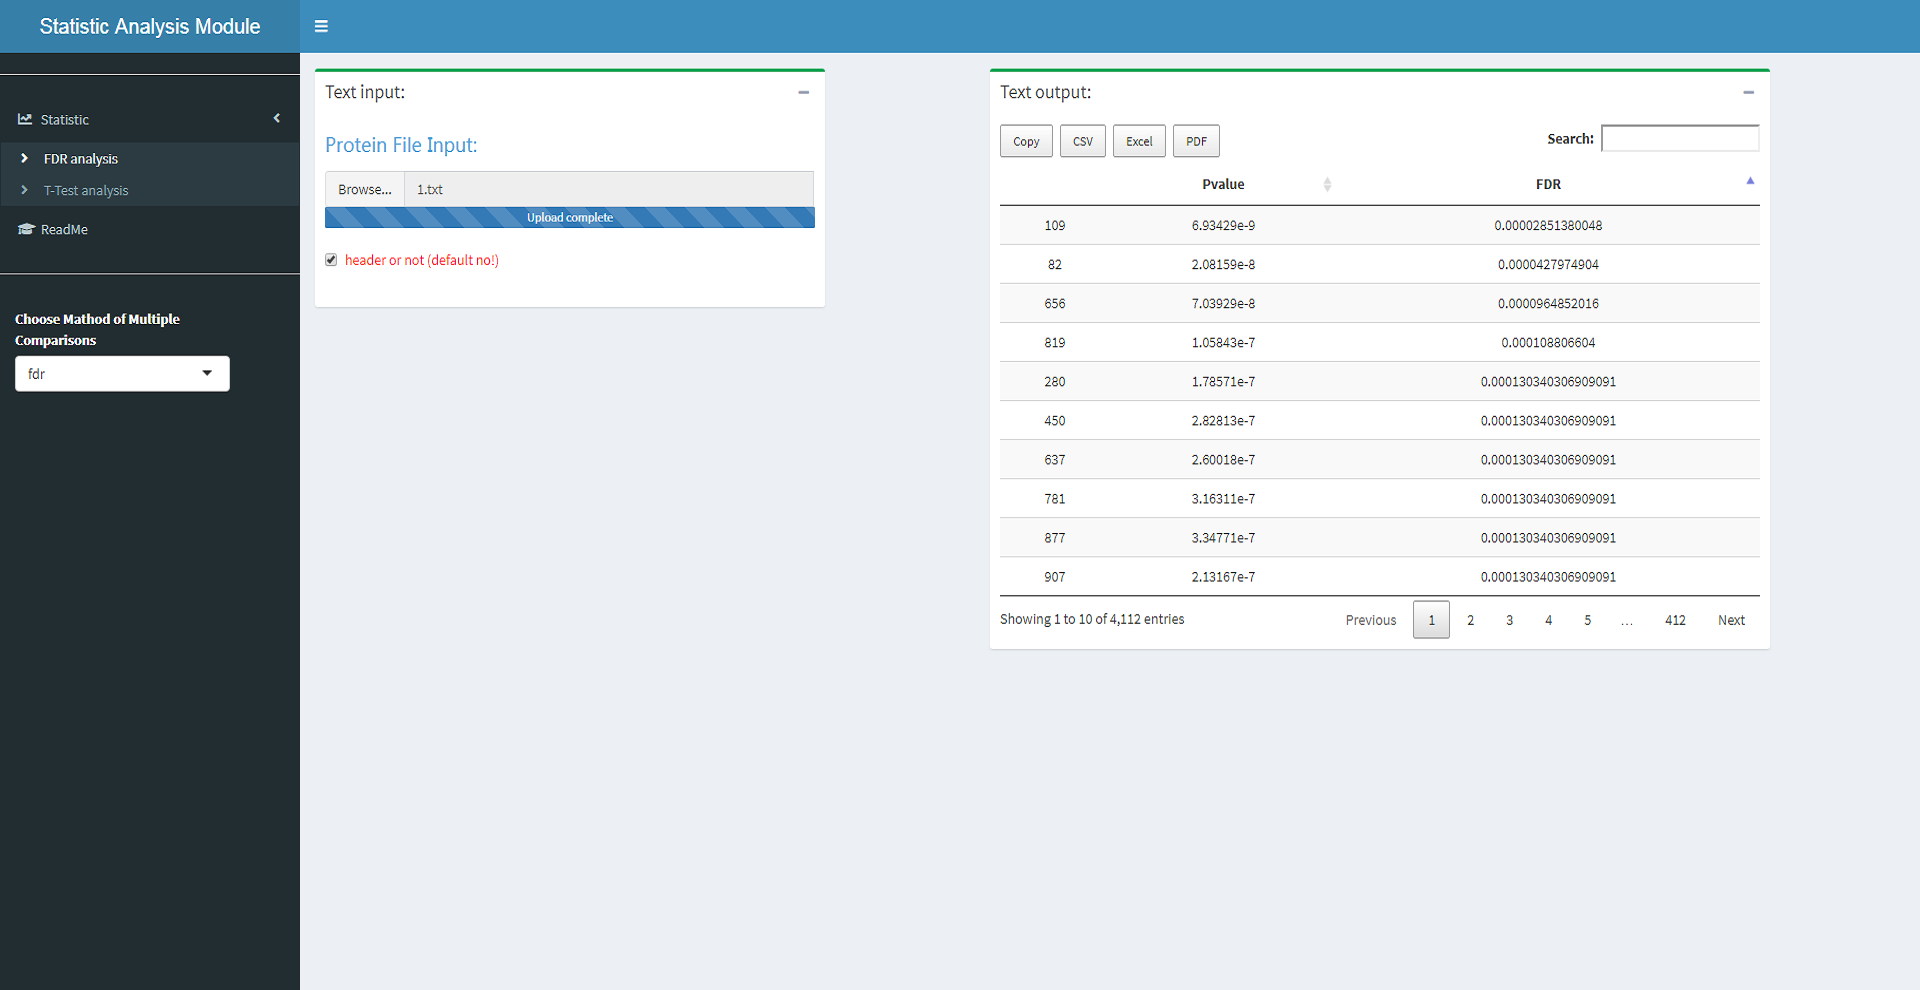 Statistic Analysis Module
Statistic
FDR analysis
T-Test analysis
ReadMe
Choose Mathod of Multiple
Comparisons
fdr
Text input:
Protein File Input:
Browse... 1.txt
Upload complete
header or not (default no!)
Text output:
Copy CSV Excel PDF Search:
Pvalue FDR
109 6.93429e-9 0.00002851380048
82 2.08159e-8 0.0000427974904
656 7.03929e-8 0.0000964852016
819 1.05843e-7 0.000108806604
280 1.78571e-7 0.000130340306909091
450 2.82813e-7 0.000130340306909091
637 2.60018e-7 0.000130340306909091
781 3.16311e-7 0.000130340306909091
877 3.34771e-7 0.000130340306909091
907 2.13167e-7 0.000130340306909091
Showing 1 to 10 of 4,112 entries Previous 1 2 3 4 5 … 412 Next